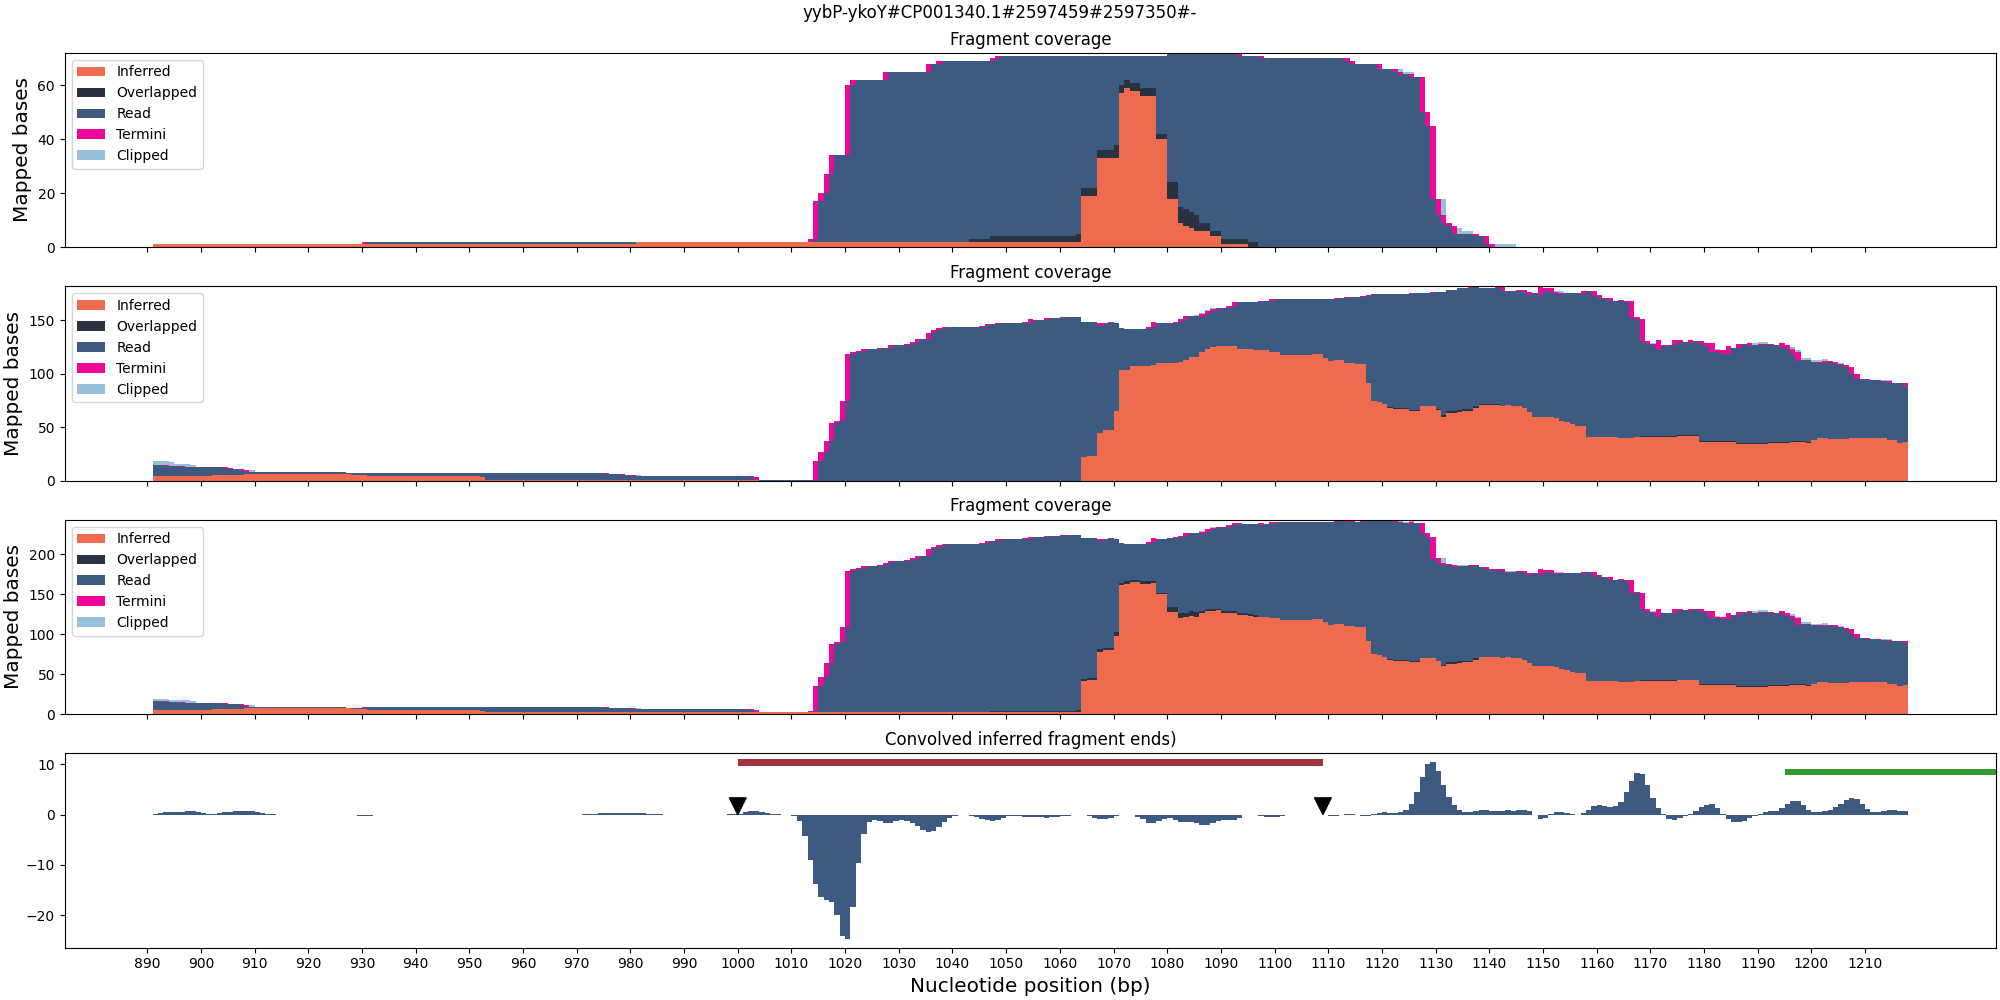 yybP-ykoY#CP001340.1#2597459#2597350#-
Fragment coverage
Mapped bases
60
40
20
0
Inferred
Overlapped
Read
Termini
Clipped
Fragment coverage
Mapped bases
150
100
50
0
Inferred
Overlapped
Read
Termini
Clipped
Fragment coverage
Mapped bases
200
150
100
50
0
Inferred
Overlapped
Read
Termini
Clipped
Convolved inferred fragment ends)
10
0
−10
−20
890 900 910 920 930 940 950 960 970 980 990 1000 1010 1020 1030 1040 1050 1060 1070 1080 1090 1100 1110 1120 1130 1140 1150 1160 1170 1180 1190 1200 1210
Nucleotide position (bp)